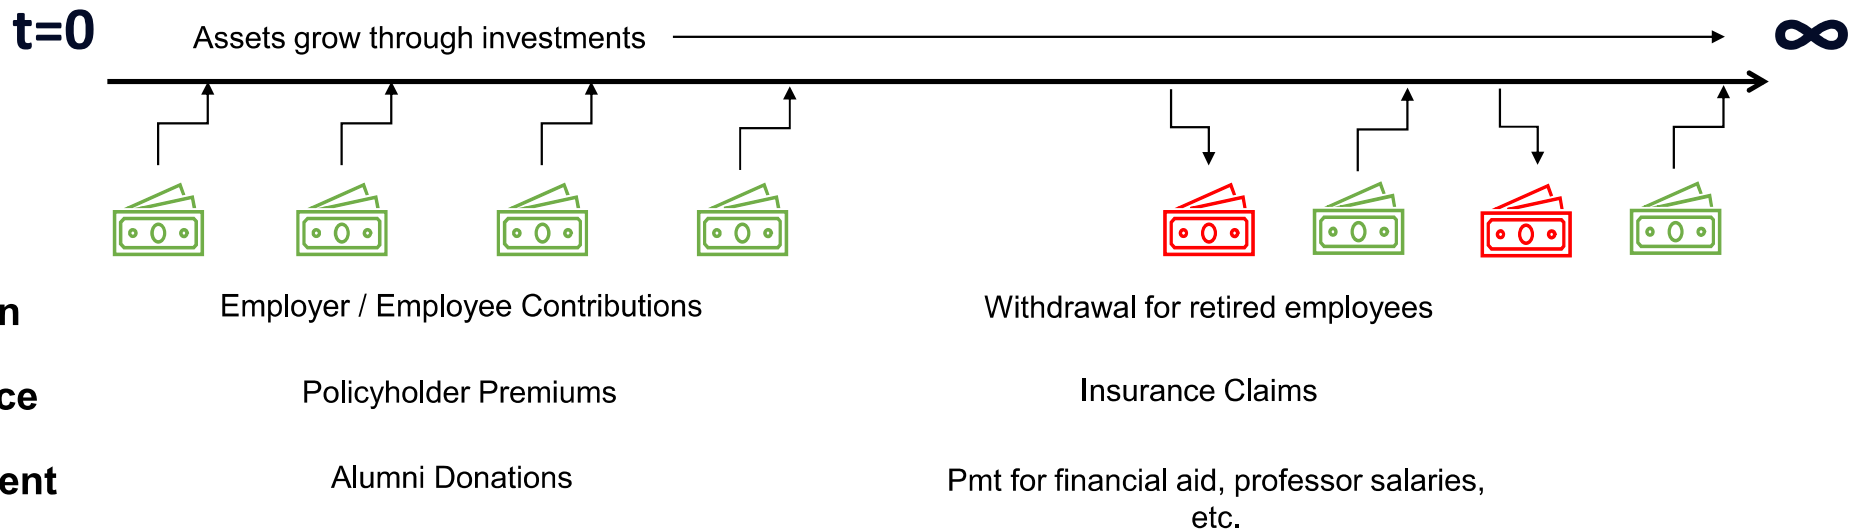 t=0
Assets grow through investments
∞
n
Employer / Employee Contributions
Withdrawal for retired employees
ce
Policyholder Premiums
Insurance Claims
ent
Alumni Donations
Pmt for financial aid, professor salaries,
etc.